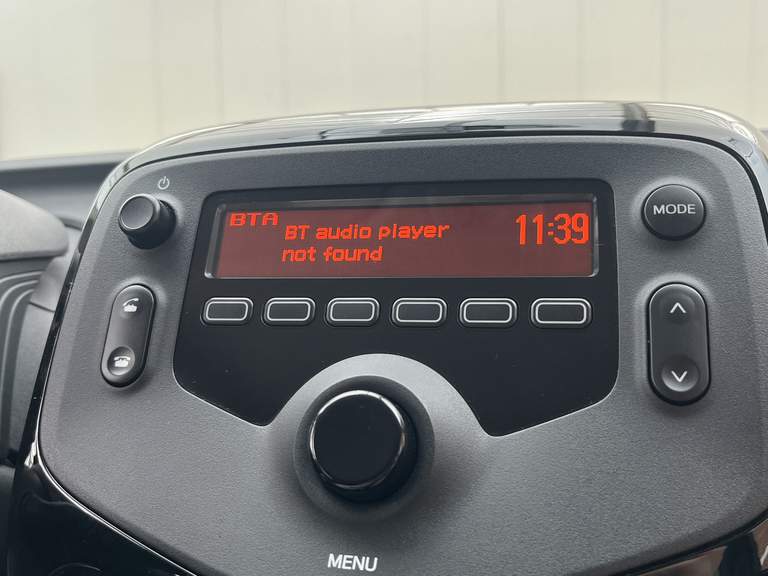 BTA
BT audio player
not found
11:39
MODE
MENU